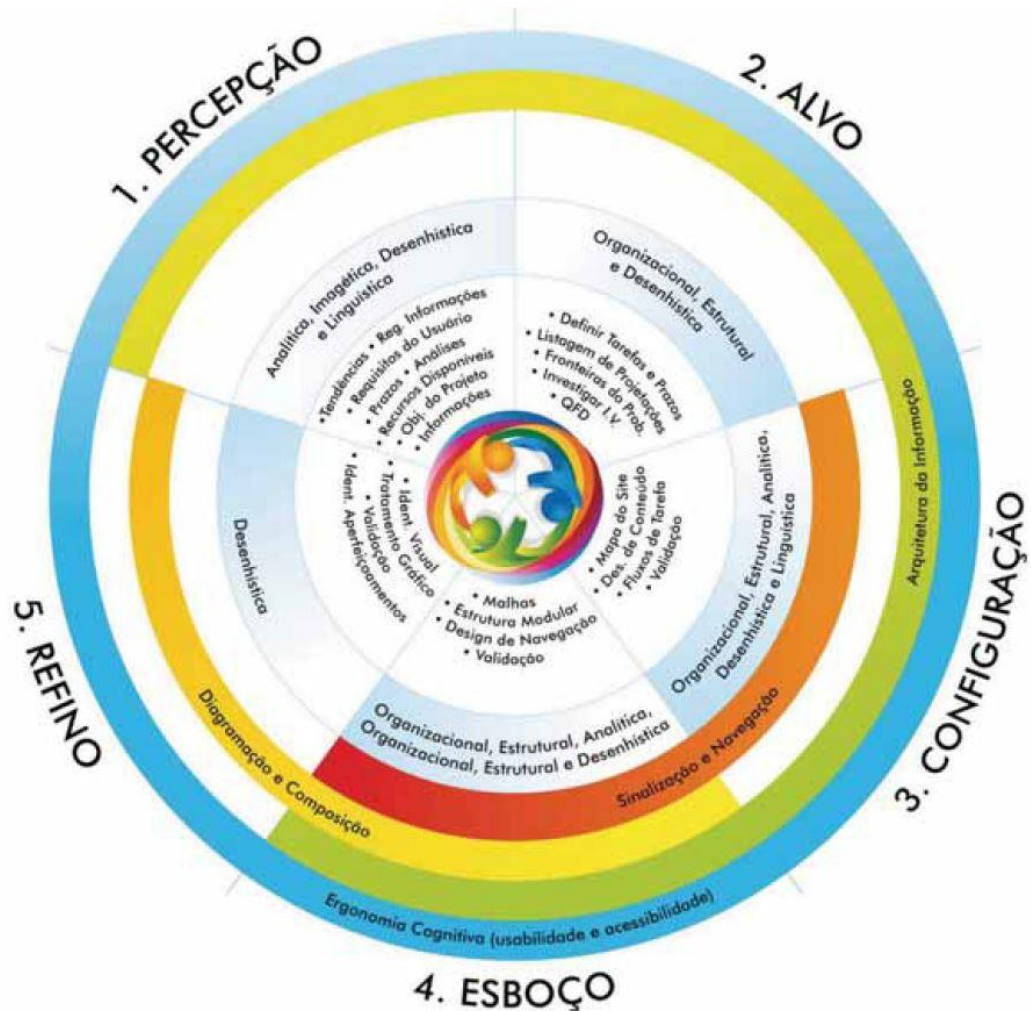 1. PERCEPÇÃO
Analítica, Imagética, Desenhística
e Linguística
•Tendências • Reg. Informações
• Requisitos do Usuário
• Prazos • Análises
• Recursos Disponíveis
• Obj. do Projeto
• Informações
2. ALVO
Organizacional, Estrutural
e Desenhística
• Definir Tarefas e Prazos
• Listagem de Projetações
• Fronteiras do Prob.
• Investigar I.V.
• QFD
3. CONFIGURAÇÃO
Organizacional, Estrutural, Analítica,
Desenhística e Linguística
• Mapa do Site
• Des. de Conteúdo
• Fluxos de Tarefa
• Validação
4. ESBOÇO
• Malhas
• Estrutura Modular
• Design de Navegação
• Validação
Organizacional, Estrutural, Analítica,
Organizacional, Estrutural e Desenhística
5. REFINO
Desenhística
• Ident. Visual
• Tratamento Gráfico
• Validação
• Ident. Aperfeiçoamentos
Sinalização e Navegação
Diagramação e Composição
Arquitetura da Informação
Ergonomia Cognitiva (usabilidade e acessibilidade)